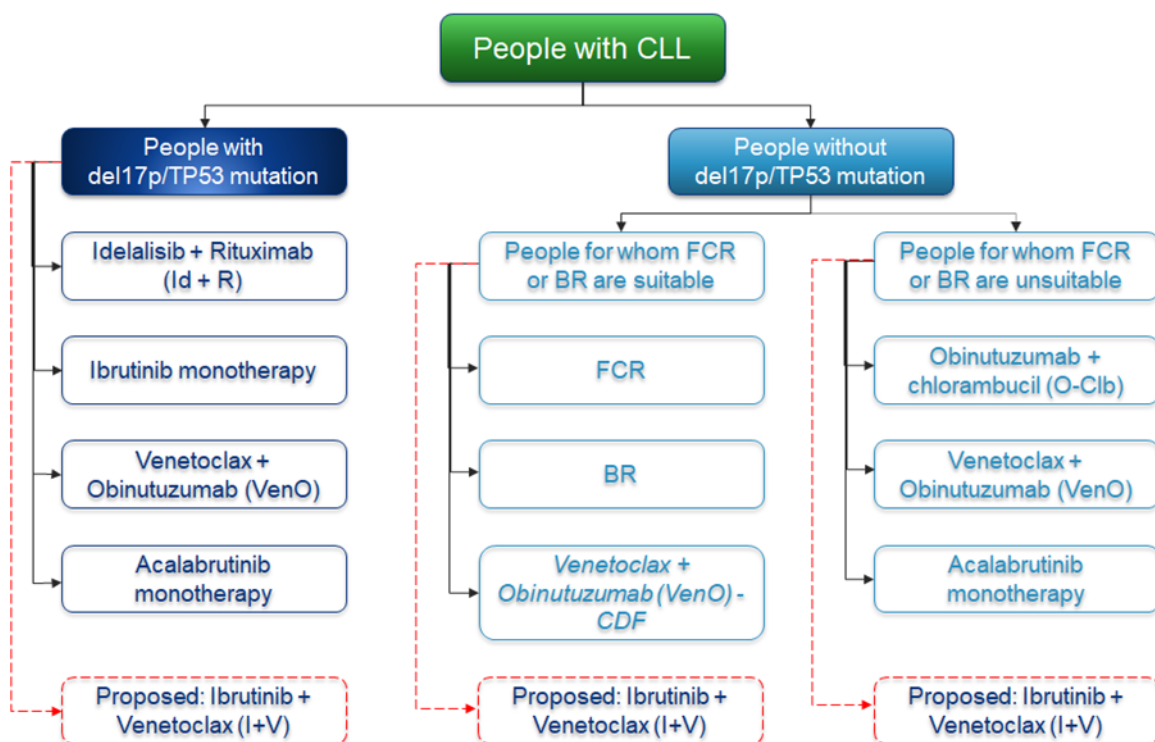 People with CLL
People with
del17p/TP53 mutation
People without
del17p/TP53 mutation
Idelalisib + Rituximab
(Id + R)
Ibrutinib monotherapy
Venetoclax +
Obinutuzumab (VenO)
Acalabrutinib
monotherapy
Proposed: Ibrutinib +
Venetoclax (I+V)
People for whom FCR
or BR are suitable
FCR
BR
Venetoclax +
Obinutuzumab (VenO) -
CDF
Proposed: Ibrutinib +
Venetoclax (I+V)
People for whom FCR
or BR are unsuitable
Obinutuzumab +
chlorambucil (O-Clb)
Venetoclax +
Obinutuzumab (VenO)
Acalabrutinib
monotherapy
Proposed: Ibrutinib +
Venetoclax (I+V)